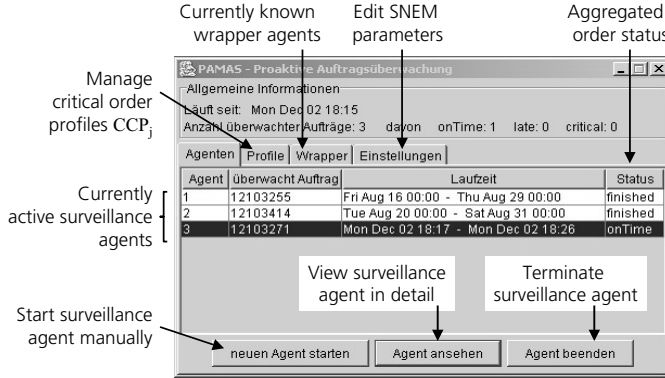 Currently known
wrapper agents
Edit SNEM
parameters
Aggregated
order status
Manage
critical order
profiles CCPj
PAMAS - Proaktive Auftragsüberwachung
Allgemeine Informationen
Läuft seit: Mon Dec 02 18:15
Anzahl überwachter Aufträge: 3 davon onTime: 1 late: 0 critical: 0
Agenten Profile Wrapper Einstellungen
Agent überwacht Auftrag Laufzeit Status
1 12103255 Fri Aug 16 00:00 - Thu Aug 29 00:00 finished
2 12103414 Tue Aug 20 00:00 - Sat Aug 31 00:00 finished
3 12103271 Mon Dec 02 18:17 - Mon Dec 02 18:26 onTime
Currently
active surveillance
agents
View surveillance
agent in detail
Terminate
surveillance agent
Start surveillance
agent manually
neuen Agent starten Agent ansehen Agent beenden